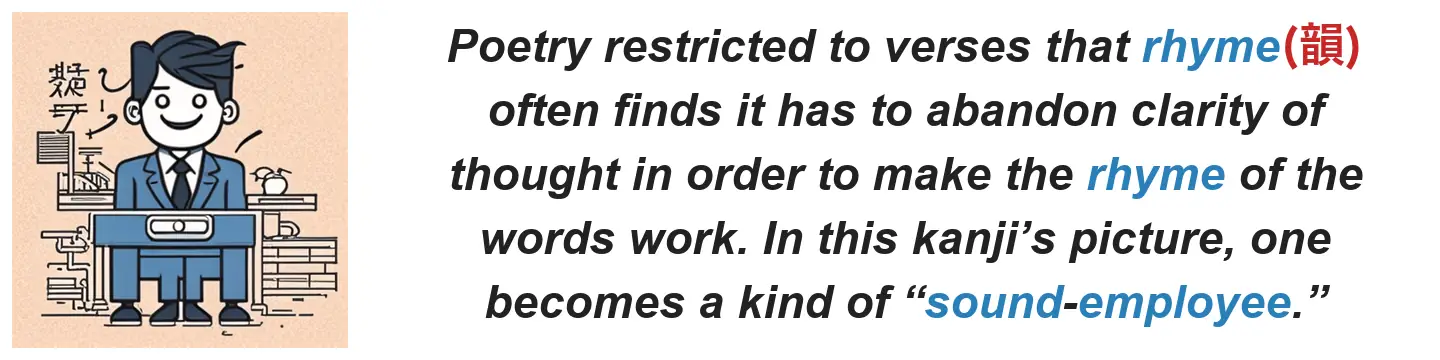 Poetry restricted to verses that rhyme(韻)
often finds it has to abandon clarity of
thought in order to make the rhyme of the
words work. In this kanji’s picture, one
becomes a kind of “sound-employee.”